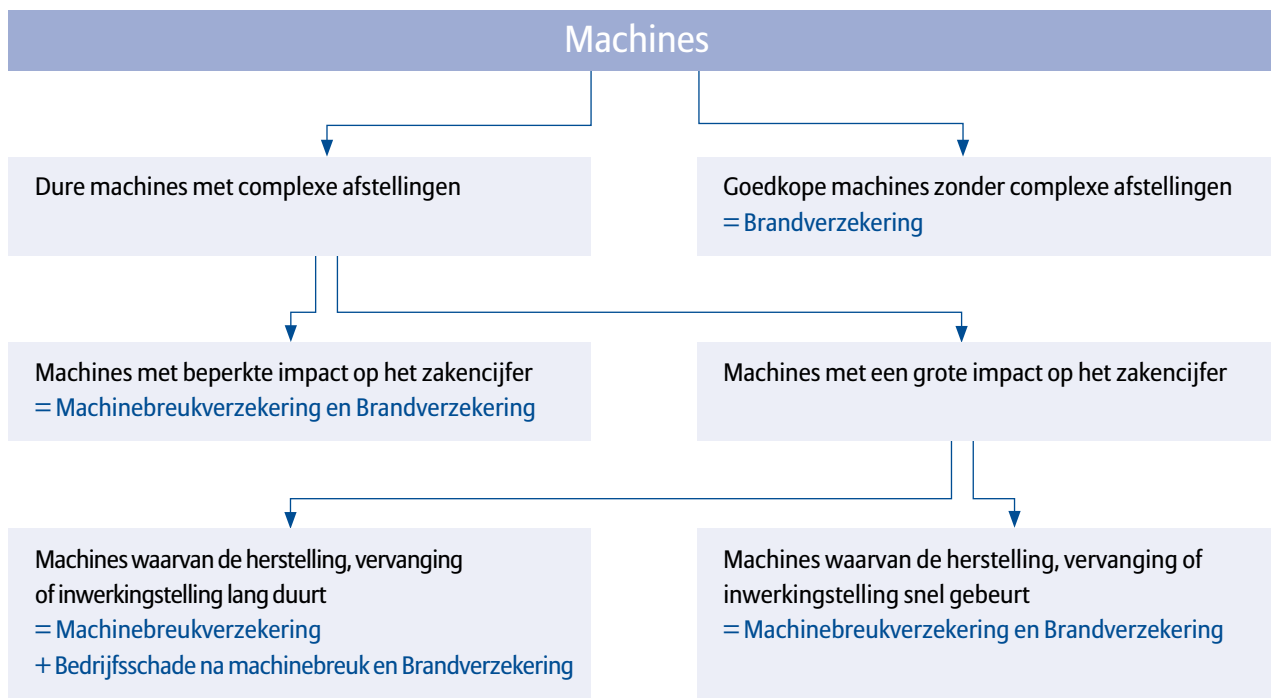 Machines
Dure machines met complexe afstellingen
Goedkope machines zonder complexe afstellingen
= Brandverzekering
Machines met beperkte impact op het zakencijfer
= Machinebreukverzekering en Brandverzekering
Machines met een grote impact op het zakencijfer
Machines waarvan de herstelling, vervanging
of inwerkingstelling lang duurt
= Machinebreukverzekering
+ Bedrijfsschade na machinebreuk en Brandverzekering
Machines waarvan de herstelling, vervanging of
inwerkingstelling snel gebeurt
= Machinebreukverzekering en Brandverzekering